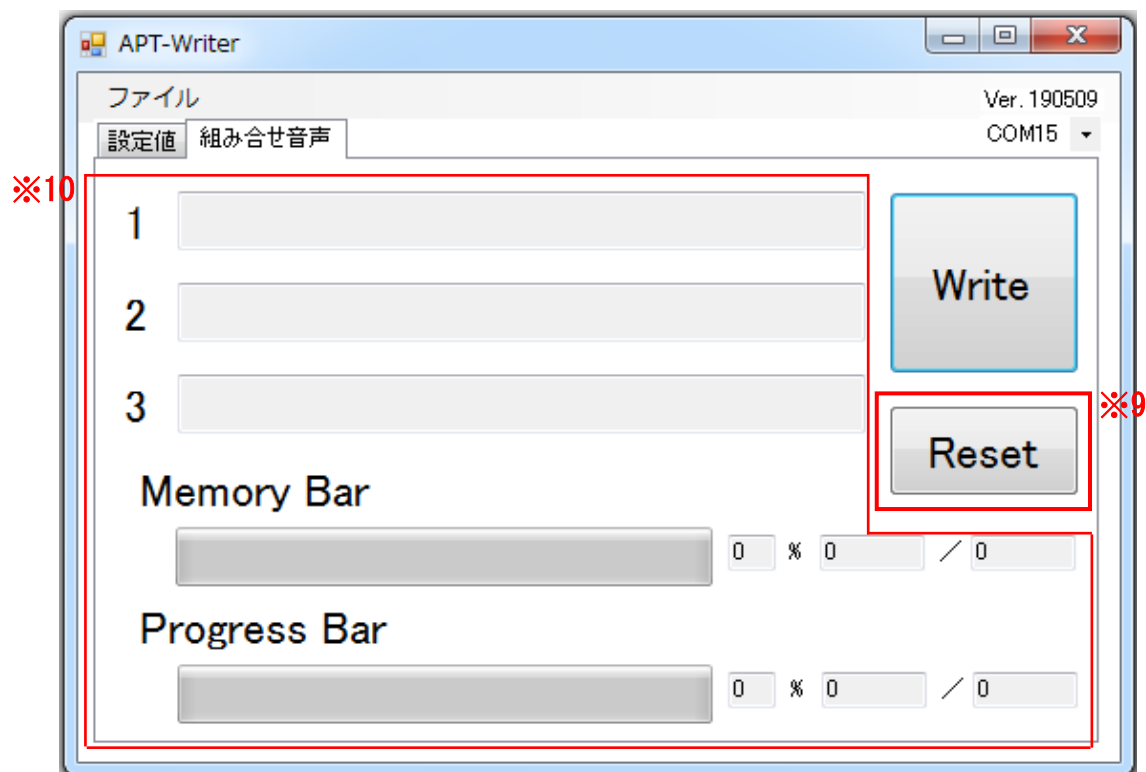 APT-Writer
ファイル
Ver. 190509
設定値 組み合せ音声
COM15
※10
1
Write
2
3
※9
Reset
Memory Bar
0 % 0 ／ 0
Progress Bar
0 % 0 ／ 0